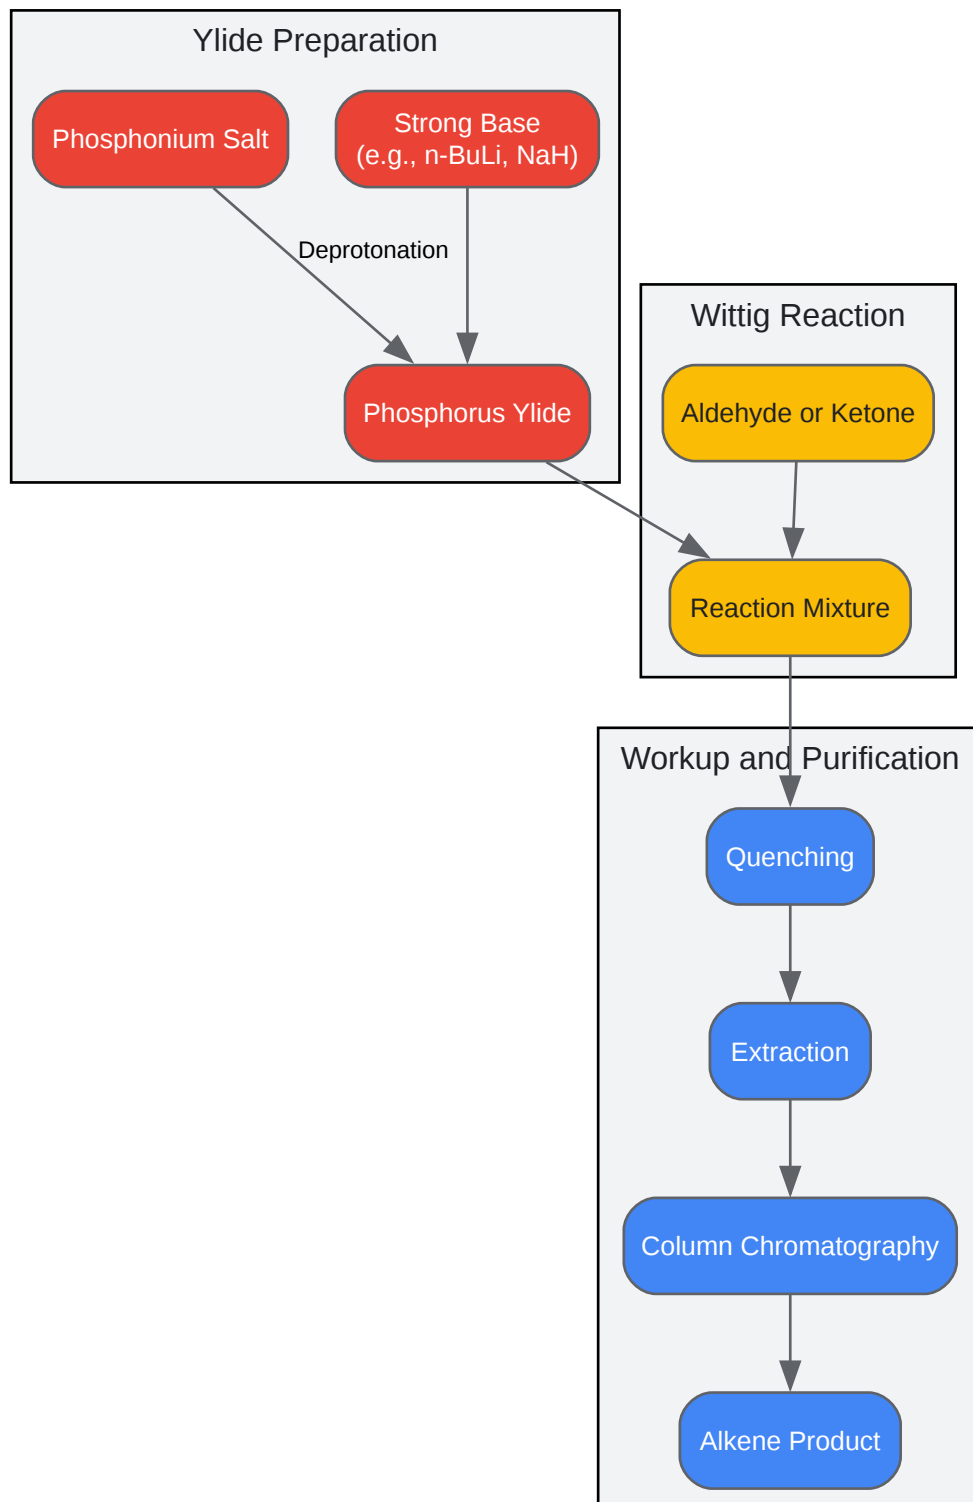 Ylide Preparation
Phosphonium Salt
Strong Base
(e.g., n-BuLi, NaH)
Deprotonation
Phosphorus Ylide
Wittig Reaction
Aldehyde or Ketone
Reaction Mixture
Workup and Purification
Quenching
Extraction
Column Chromatography
Alkene Product